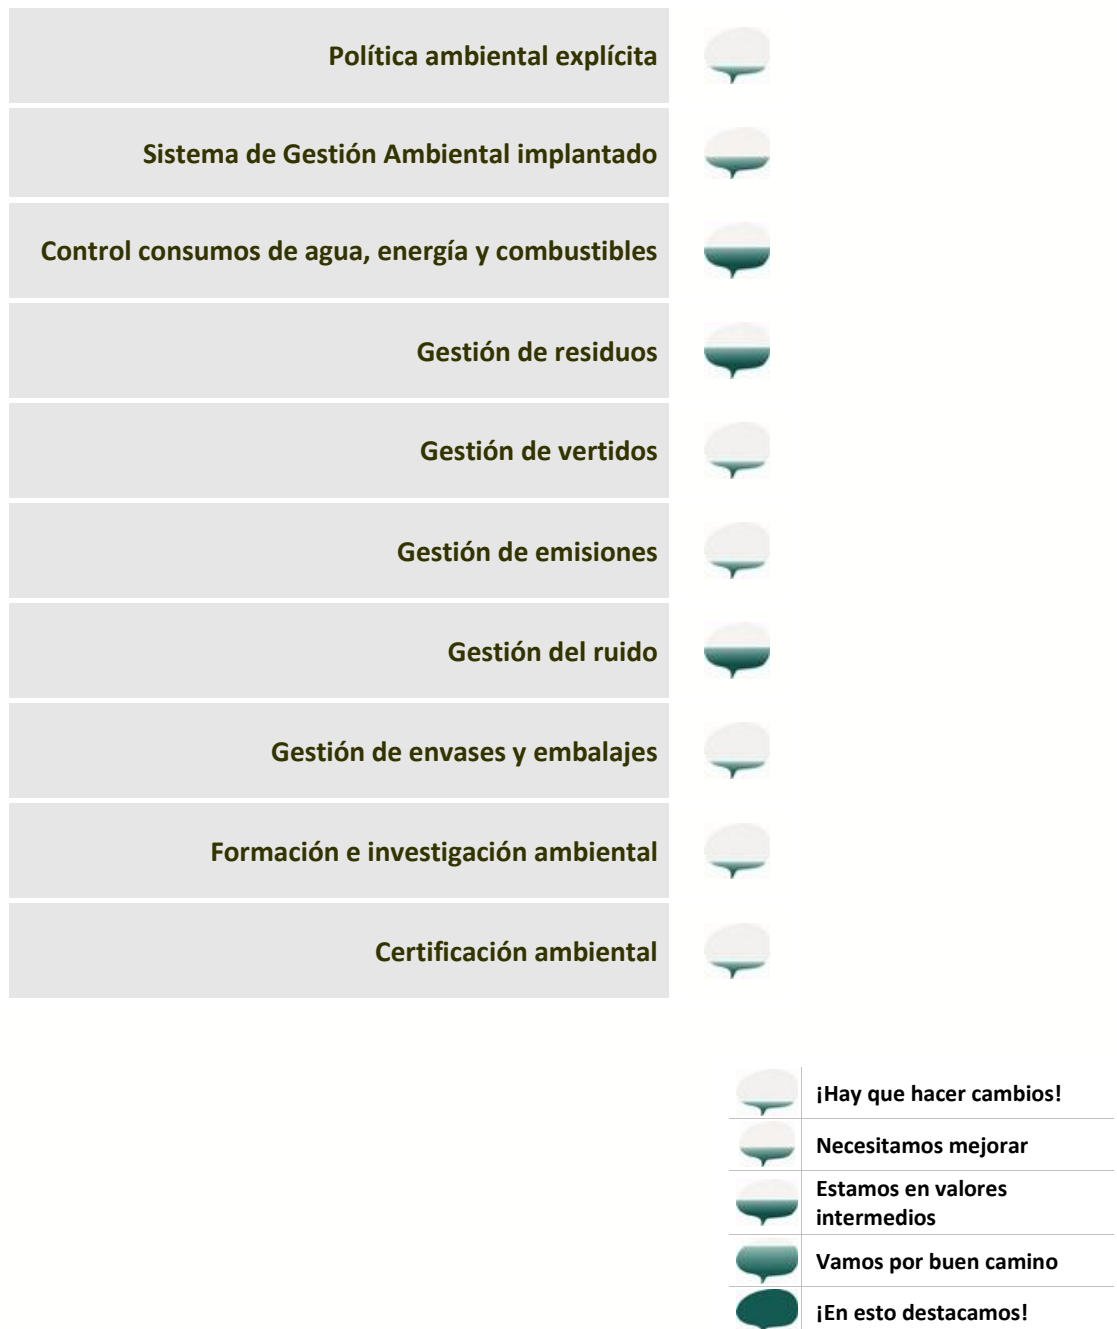 Política ambiental explícita
Sistema de Gestión Ambiental implantado
Control consumos de agua, energía y combustibles
Gestión de residuos
Gestión de vertidos
Gestión de emisiones
Gestión del ruido
Gestión de envases y embalajes
Formación e investigación ambiental
Certificación ambiental
¡Hay que hacer cambios!
Necesitamos mejorar
Estamos en valores
intermedios
Vamos por buen camino
¡En esto destacamos!